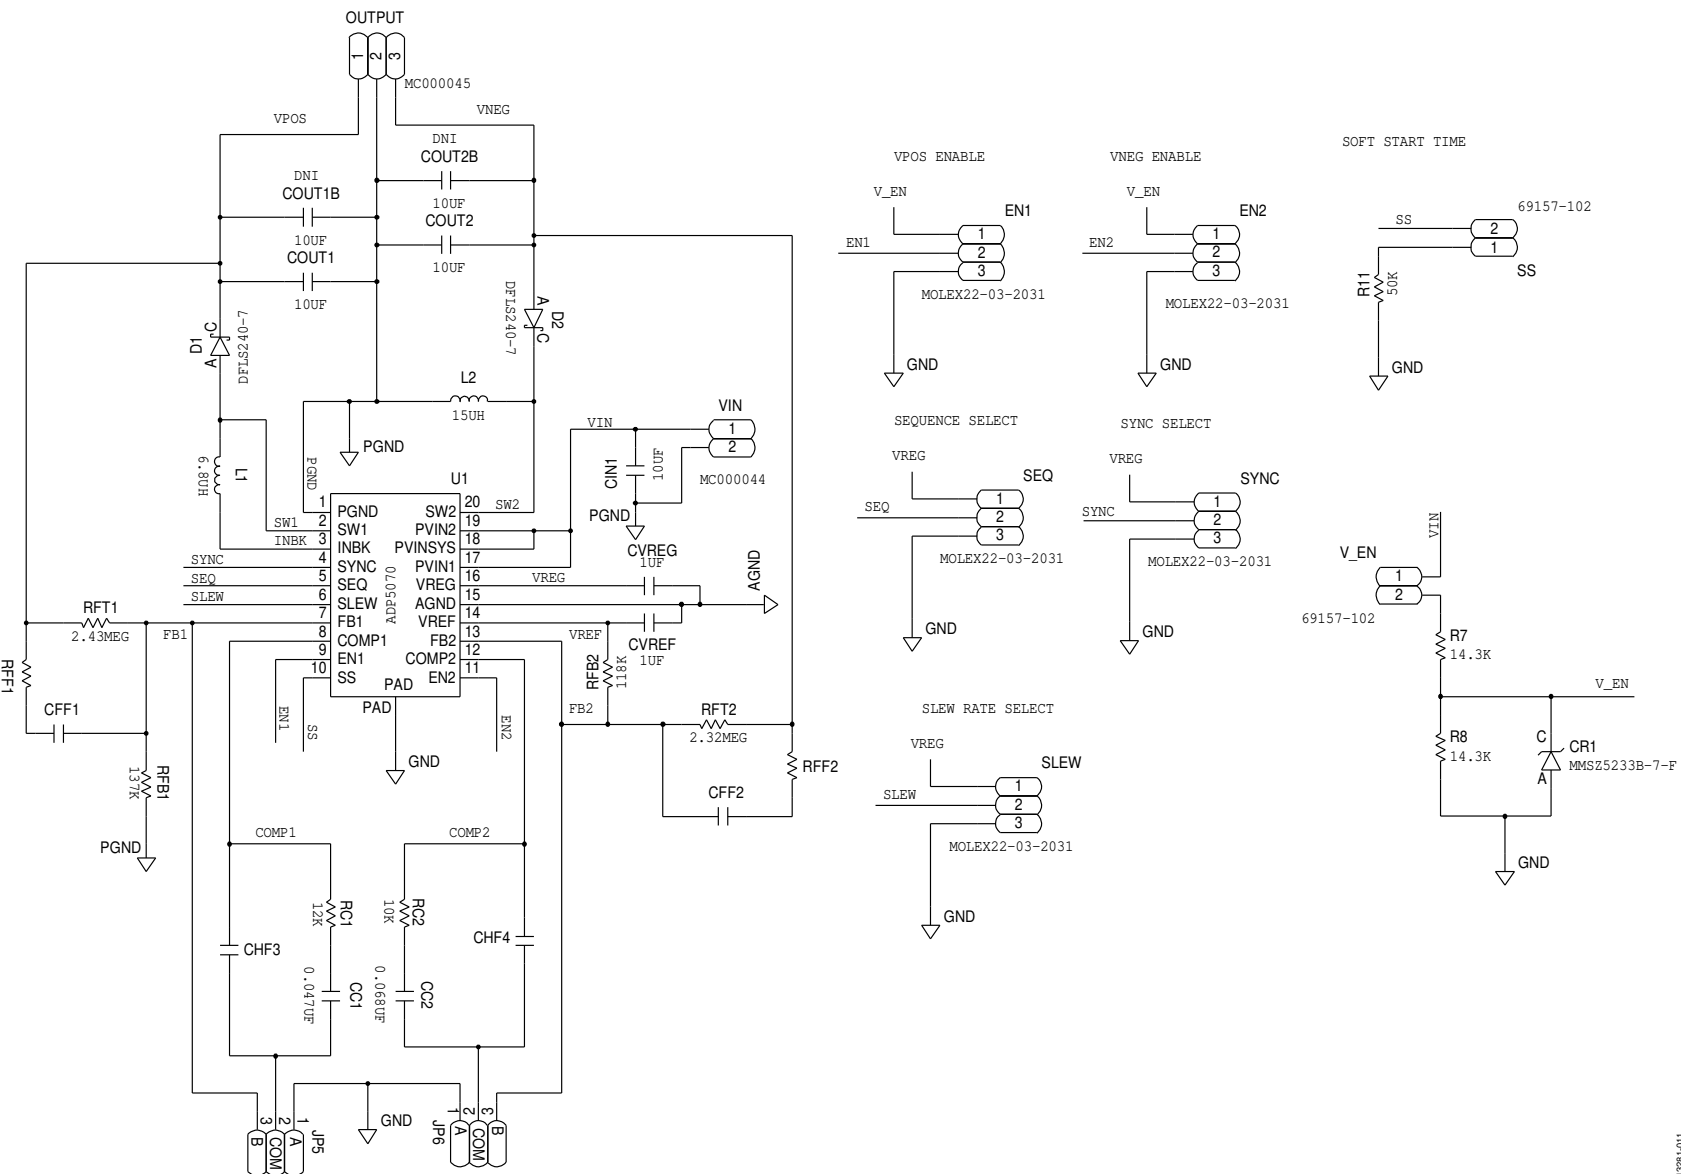 OUTPUT
1 2 3
MC000045
VPOS
VNEG
DNI
COUT2B
10UF
COUT2
10UF
DNI
COUT1B
10UF
COUT1
10UF
D1
C
A
DFLS240-7
DFLS240-7
A
D2
C
L2
15UH
PGND
PGND
L1
6.8UH
VIN
VIN
1
2
MC000044
CIN1
10UF
PGND
U1
ADP5070
1 PGND
2 SW1
3 INBK
4 SYNC
5 SEQ
6 SLEW
7 FB1
8 COMP1
9 EN1
10 SS
20 SW2
19 PVIN2
18 PVINSYS
17 PVIN1
16 VREG
15 AGND
14 VREF
13 FB2
12 COMP2
11 EN2
PAD
PAD
GND
SW1
INBK
SYNC
SEQ
SLEW
FB1
SW2
VREG
CVREG
1UF
AGND
VREF
CVREF
1UF
RFB2
118K
FB2
RFT2
2.32MEG
RFF2
CFF2
RFT1
2.43MEG
RFF1
CFF1
RFB1
137K
PGND
EN1
SS
EN2
COMP1
COMP2
RC1
12K
RC2
10K
CHF3
CHF4
CC1
0.047UF
CC2
0.068UF
GND
3 2 1
B COM A
JP5
1 2 3
A COM B
JP6
VPOS ENABLE
V_EN
EN1
EN1
1
2
3
MOLEX22-03-2031
GND
VNEG ENABLE
V_EN
EN2
EN2
1
2
3
MOLEX22-03-2031
GND
SOFT START TIME
69157-102
SS
2
1
SS
R11
50K
GND
SEQUENCE SELECT
VREG
SEQ
SEQ
1
2
3
MOLEX22-03-2031
GND
SYNC SELECT
VREG
SYNC
SYNC
1
2
3
MOLEX22-03-2031
GND
SLEW RATE SELECT
VREG
SLEW
SLEW
1
2
3
MOLEX22-03-2031
GND
VIN
V_EN
1
2
69157-102
R7
14.3K
V_EN
R8
14.3K
C
CR1
MMSZ5233B-7-F
A
GND